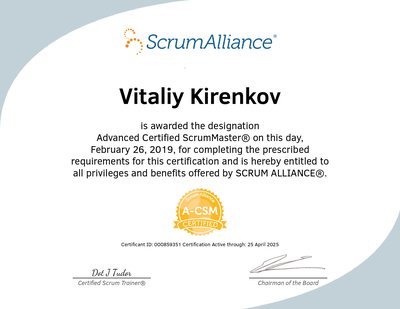 ScrumAlliance®
Vitaliy Kirenkov
is awarded the designation
Advanced Certified ScrumMaster® on this day,
February 26, 2019, for completing the prescribed
requirements for this certification and is hereby entitled to
all privileges and benefits offered by SCRUM ALLIANCE®.
A-CSM
CERTIFIED
Certificant ID: 000859351 Certification Active through: 25 April 2025
Dot J Tudor
Certified Scrum Trainer®
Chairman of the Board